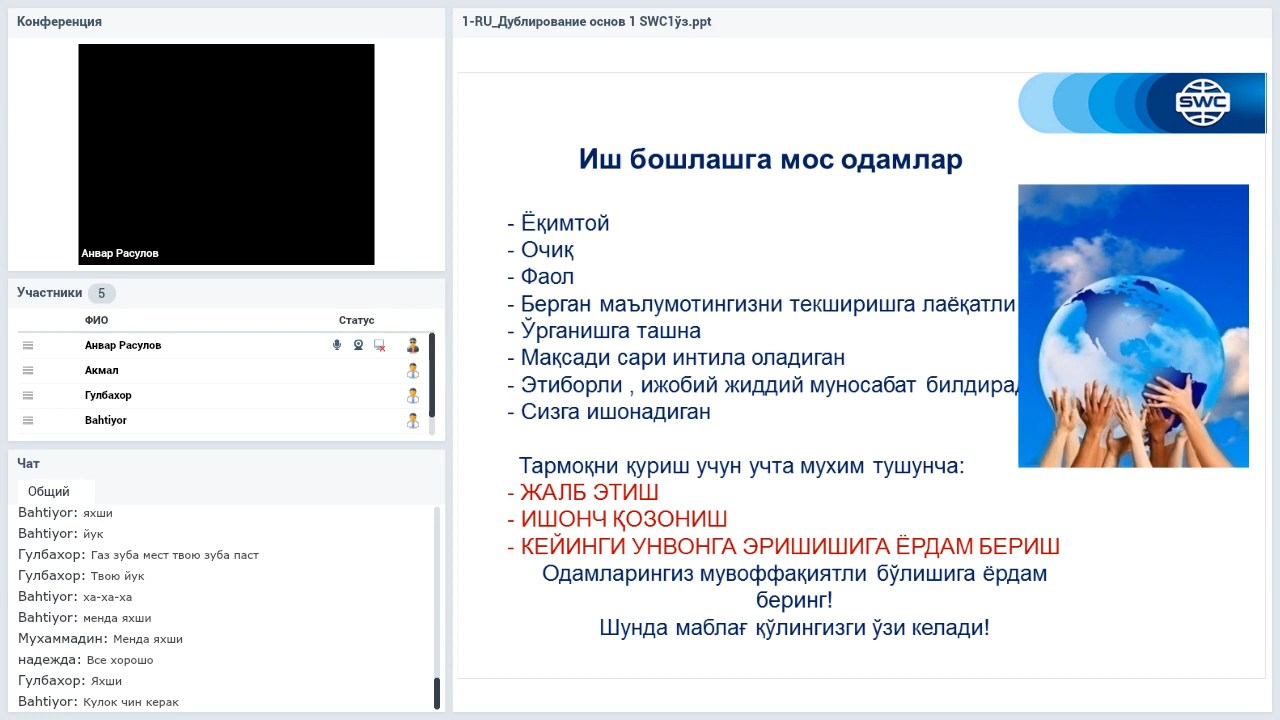 Конференция
Анвар Расулов
Участники 5
ФИО Статус
Анвар Расулов
Акмал
Гулбахор
Bahtiyor
Чат
Общий
Bahtiyor: яхши
Bahtiyor: йук
Гулбахор: Газ зуба мест твою зуба паст
Гулбахор: Твою йук
Bahtiyor: ха-ха-ха
Bahtiyor: менда яхши
Мухаммадин: Менда яхши
надежда: Все хорошо
Гулбахор: Яхши
Bahtiyor: Кулок чин керак
1-RU_Дублирование основ 1 SWC1ўз.ppt
SWC
Иш бошлашга мос одамлар
- Ёқимтой
- Очиқ
- Фаол
- Берган маълумотингизни текширишга лаёқатли
- Ўрганишга ташна
- Мақсади сари интила оладиган
- Этиборли , ижобий жиддий муносабат
- Сизга ишонадиган
Тармоқни қуриш учун учта мухим тушунча:
- ЖАЛБ ЭТИШ
- ИШОНЧ ҚОЗОНИШ
- КЕЙИНГИ УНВОНГА ЭРИШИШИГА ЁРДАМ БЕРИШ
Одамларингиз мувоффақиятли бўлишига ёрдам
беринг!
Шунда маблағ қўлингизги ўзи келади!